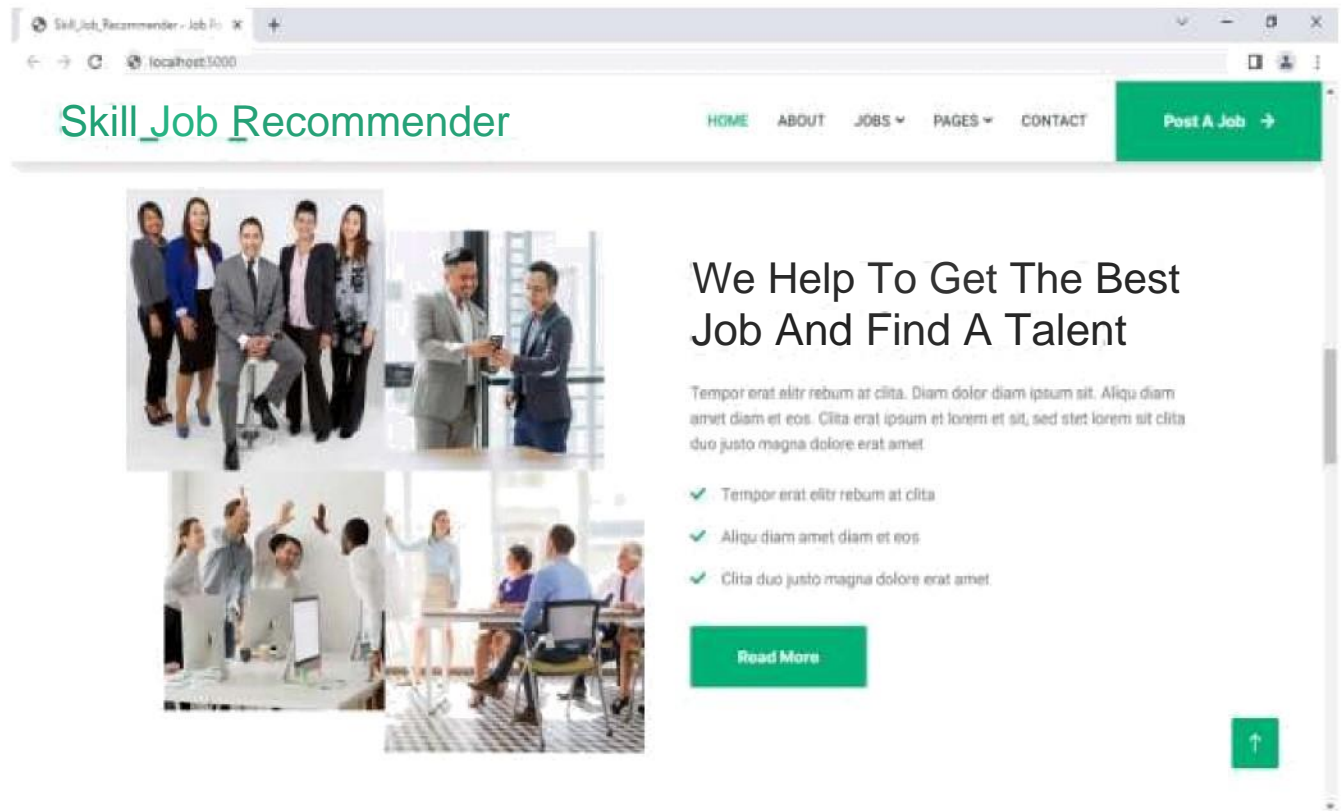 Skill_Job_Recommender - Job Po
localhost:5000
Skill_Job_Recommender
HOME ABOUT JOBS PAGES CONTACT
Post A Job
We Help To Get The Best
Job And Find A Talent
Tempor erat elitr rebum at clita. Diam dolor diam ipsum sit. Aliqu diam
amet diam et eos. Clita erat ipsum et lorem et sit, sed stet lorem sit clita
duo justo magna dolore erat amet
Tempor erat elitr rebum at clita
Aliqu diam amet diam et eos
Clita duo justo magna dolore erat amet
Read More